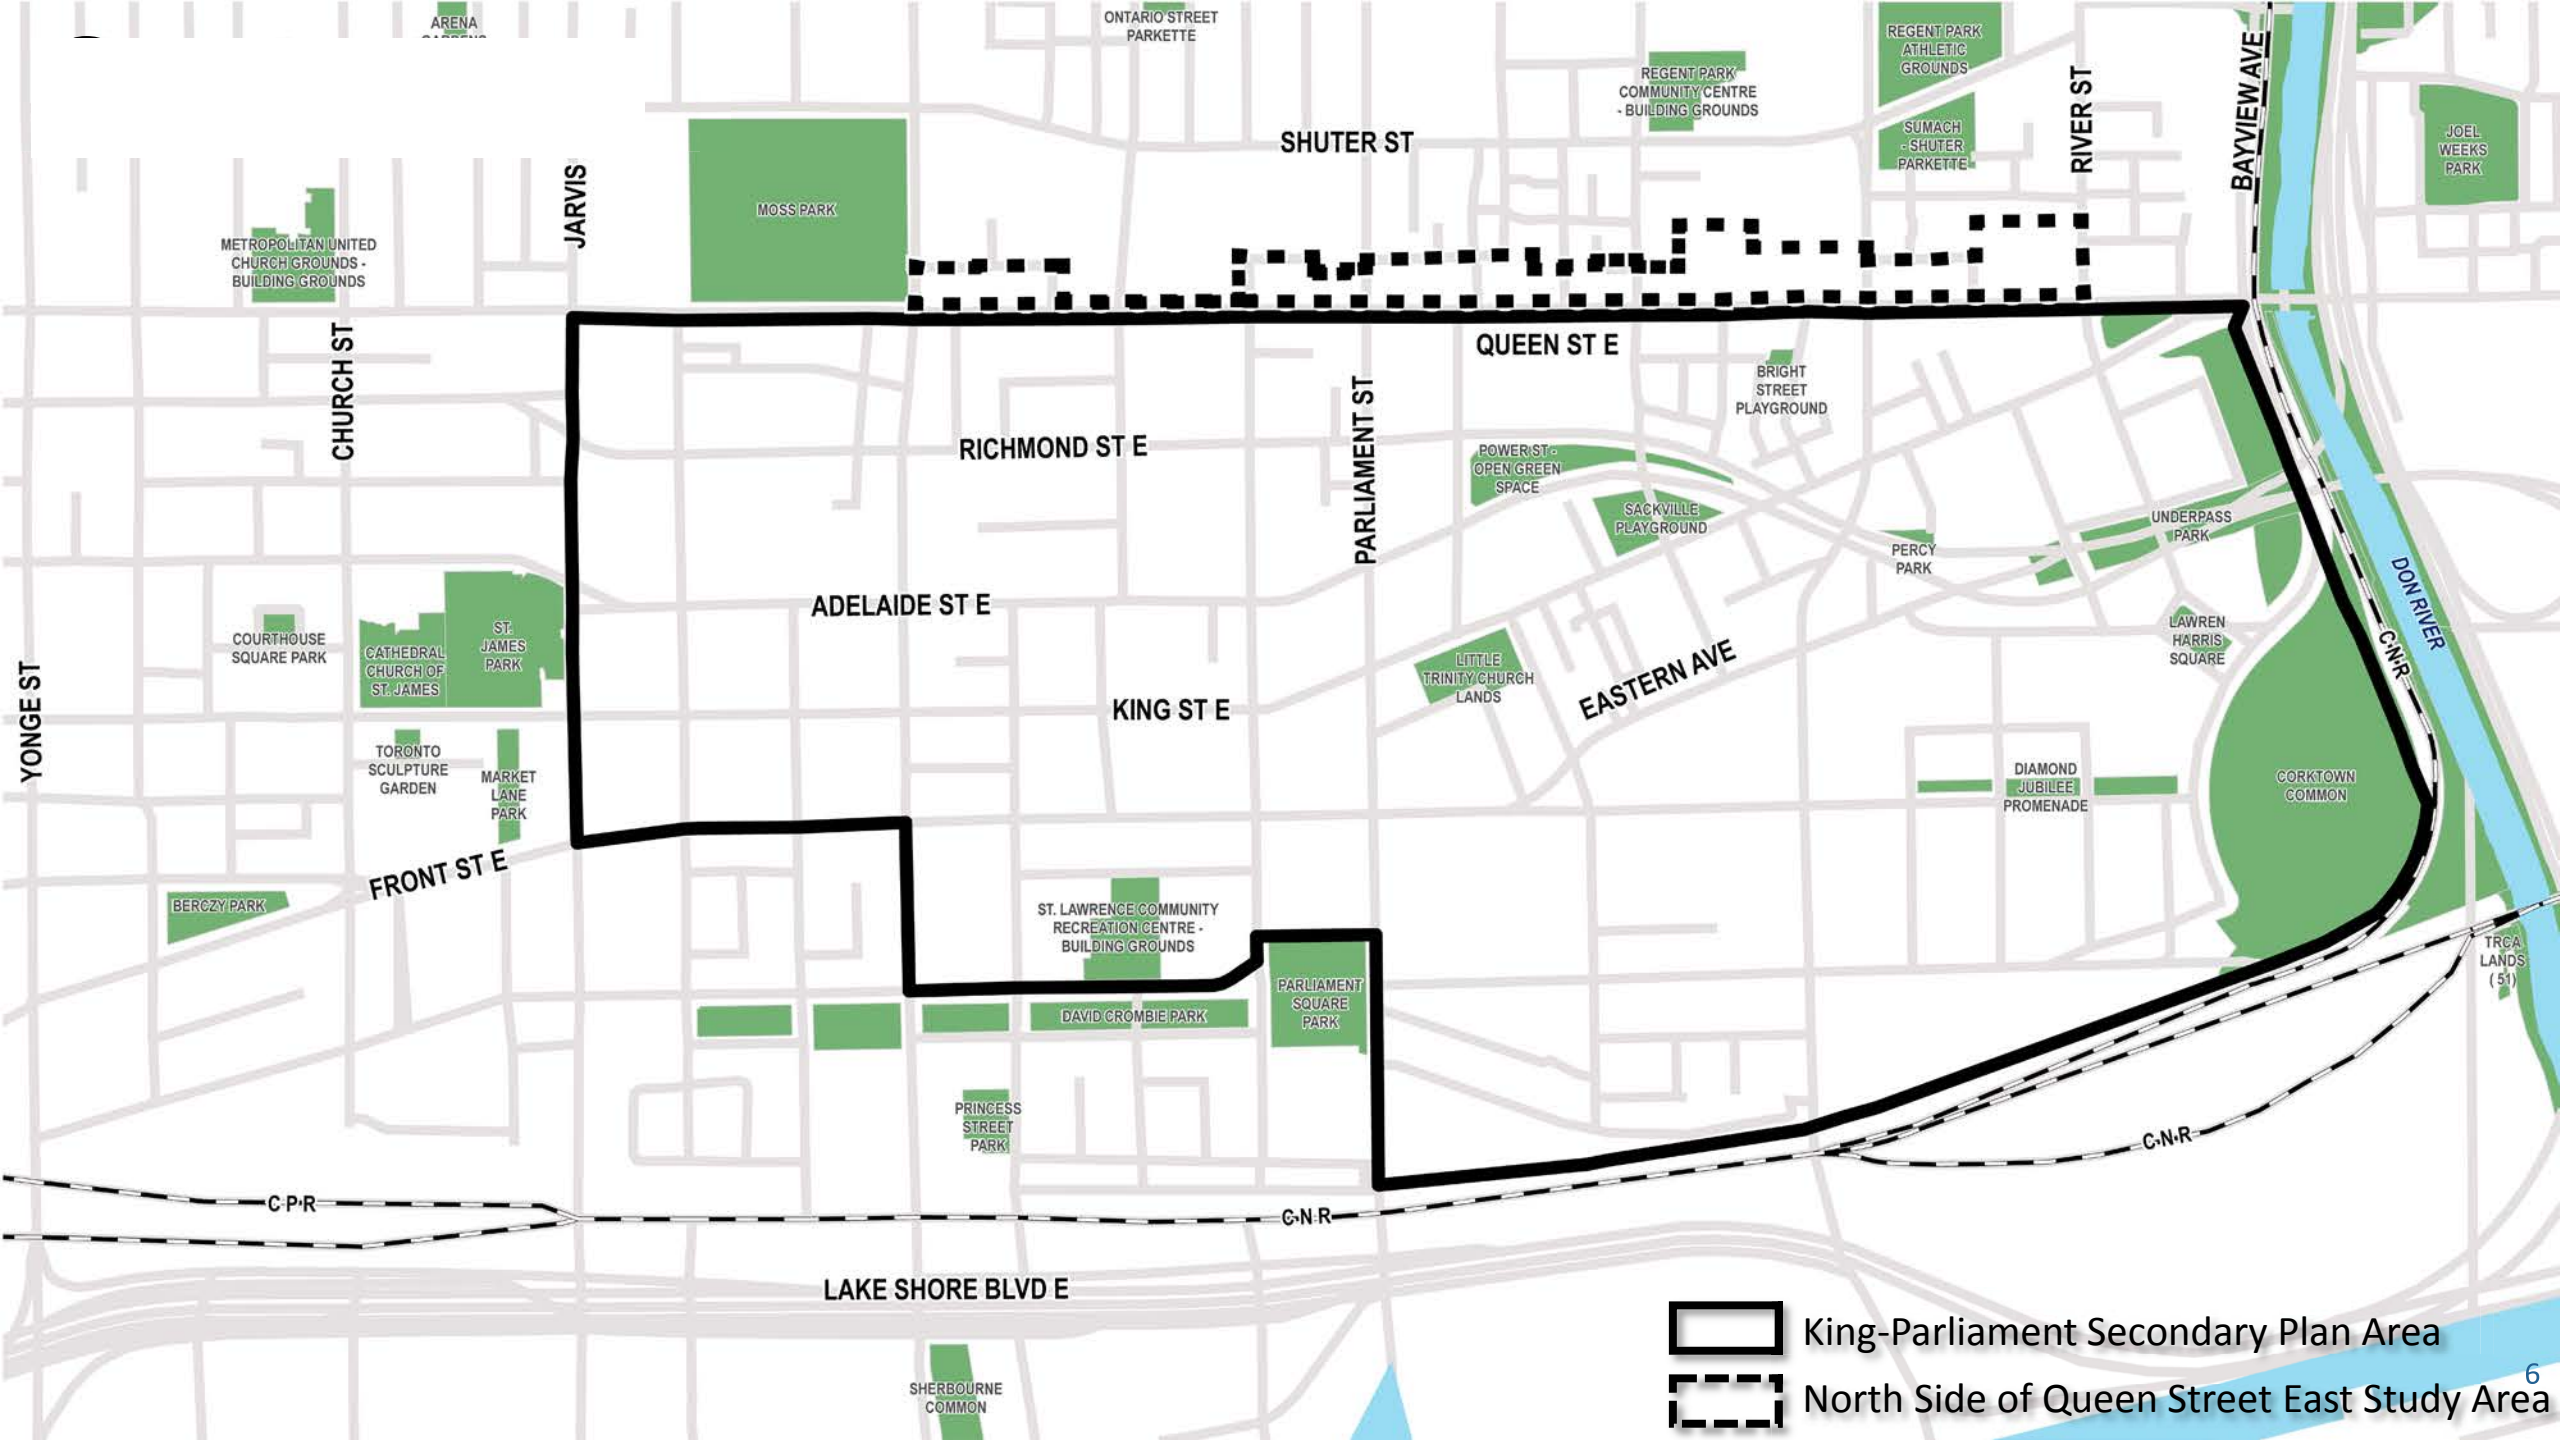 ARENA
ONTARIO STREET
PARKETTE
REGENT PARK
COMMUNITY CENTRE
- BUILDING GROUNDS
REGENT PARK
ATHLETIC
GROUNDS
RIVER ST
BAYVIEW AVE
SHUTER ST
SUMACH
- SHUTER
PARKETTE
JOEL
WEEKS
PARK
JARVIS
MOSS PARK
METROPOLITAN UNITED
CHURCH GROUNDS -
BUILDING GROUNDS
CHURCH ST
QUEEN ST E
BRIGHT
STREET
PLAYGROUND
PARLIAMENT ST
RICHMOND ST E
POWER ST -
OPEN GREEN
SPACE
SACKVILLE
PLAYGROUND
UNDERPASS
PARK
PERCY
PARK
DON RIVER
ADELAIDE ST E
COURTHOUSE
SQUARE PARK
CATHEDRAL
CHURCH OF
ST. JAMES
ST.
JAMES
PARK
LAWREN
HARRIS
SQUARE
C N R
LITTLE
TRINITY CHURCH
LANDS
EASTERN AVE
YONGE ST
KING ST E
TORONTO
SCULPTURE
GARDEN
MARKET
LANE
PARK
DIAMOND
JUBILEE
PROMENADE
CORKTOWN
COMMON
FRONT ST E
BERCZY PARK
ST. LAWRENCE COMMUNITY
RECREATION CENTRE -
BUILDING GROUNDS
PARLIAMENT
SQUARE
PARK
TRCA
LANDS
(51)
DAVID CROMBIE PARK
PRINCESS
STREET
PARK
C N R
C P R
C N R
LAKE SHORE BLVD E
SHERBOURNE
COMMON
King-Parliament Secondary Plan Area
6
North Side of Queen Street East Study Area